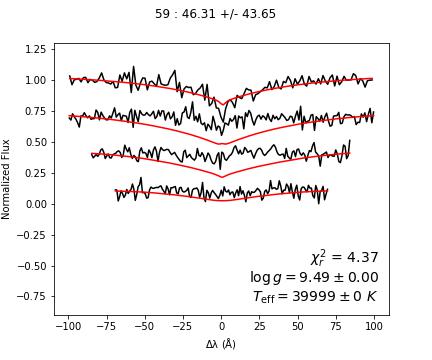 59 : 46.31 +/- 43.65
Normalized Flux
1.25
1.00
0.75
0.50
0.25
0.00
−0.25
−0.50
−0.75
χ²ᵣ = 4.37
log g = 9.49 ± 0.00
T_eff = 39999 ± 0 K
−100 −75 −50 −25 0 25 50 75 100
Δλ (Å)